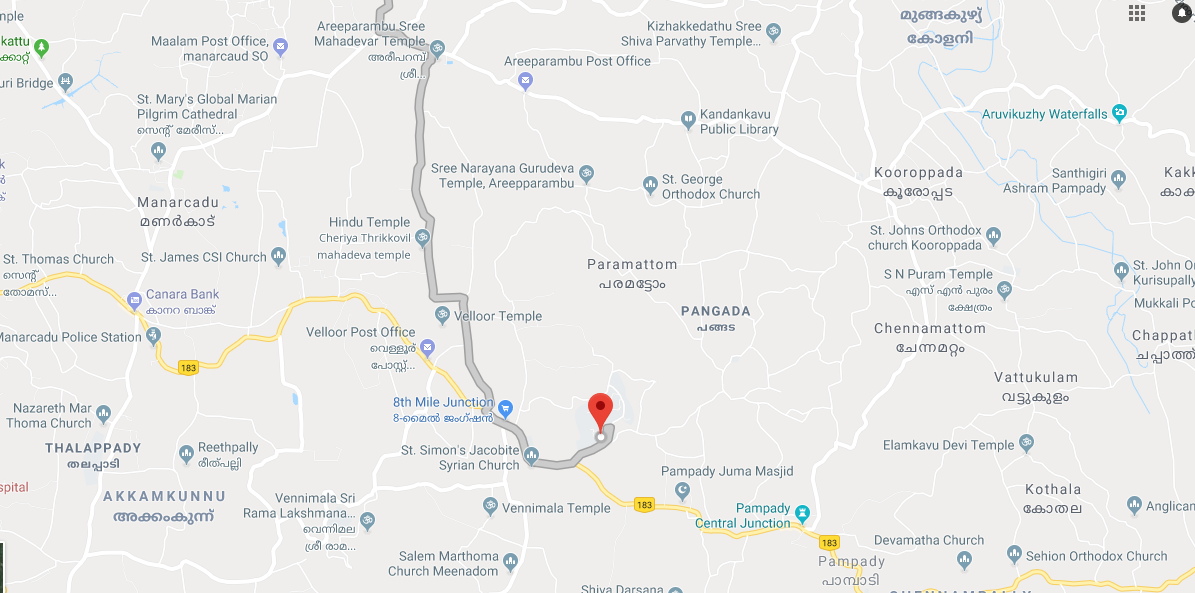 mple
kattu
ക്കാറ്റ്
uri Bridge
Maalam Post Office,
manarcaud SO
Areeparambu Sree
Mahadevar Temple
അരീപറമ്പ്
ശ്രീ...
Areeparambu Post Office
Kizhakkedathu Sree
Shiva Parvathy Temple...
മുങ്ങകുഴ്യ്
കോളനി
St. Mary's Global Marian
Pilgrim Cathedral
സെന്റ് മേരീസ്...
Kandankavu
Public Library
Aruvikuzhy Waterfalls
Sree Narayana Gurudeva
Temple, Areepparambu
St. George
Orthodox Church
Kooroppada
കൂരോപ്പട
Santhigiri
Ashram Pampady
Kakk
കാക
Manarcadu
മണർകാട്
Hindu Temple
Cheriya Thrikkovil
mahadeva temple
St. Johns Orthodox
church Kooroppada
St. Thomas Church
സെന്റ്
തോമസ്...
St. James CSI Church
Paramattom
പരമട്ടോം
S N Puram Temple
എസ് എൻ പുരം
ക്ഷേത്രം
St. John O
Kurisupally
Mukkali Po
Canara Bank
കാനറ ബാങ്ക്
Velloor Temple
PANGADA
പങ്ങട
Manarcadu Police Station
Velloor Post Office
വെള്ളൂർ
പോസ്റ്റ്...
Chennamattom
ചേന്നമറ്റം
Chappatt
ചപ്പാത്ത്
183
Vattukulam
വട്ടുകുളം
8th Mile Junction
8-മൈൽ ജംഗ്ഷൻ
Nazareth Mar
Thoma Church
THALAPPADY
തലപ്പാടി
Reethpally
രീത്പല്ലി
St. Simon's Jacobite
Syrian Church
Elamkavu Devi Temple
spital
Pampady Juma Masjid
AKKAMKUNNU
അക്കംകുന്ന്
Vennimala Sri
Rama Lakshmana...
വെന്നിമല
ശ്രീ രാമ...
Vennimala Temple
183
Pampady
Central Junction
Kothala
കോതല
Anglican
183
Salem Marthoma
Church Meenadom
Pampady
പാമ്പാടി
Devamatha Church
Sehion Orthodox Church
Shiva Darsana
CHENNAMPALLY